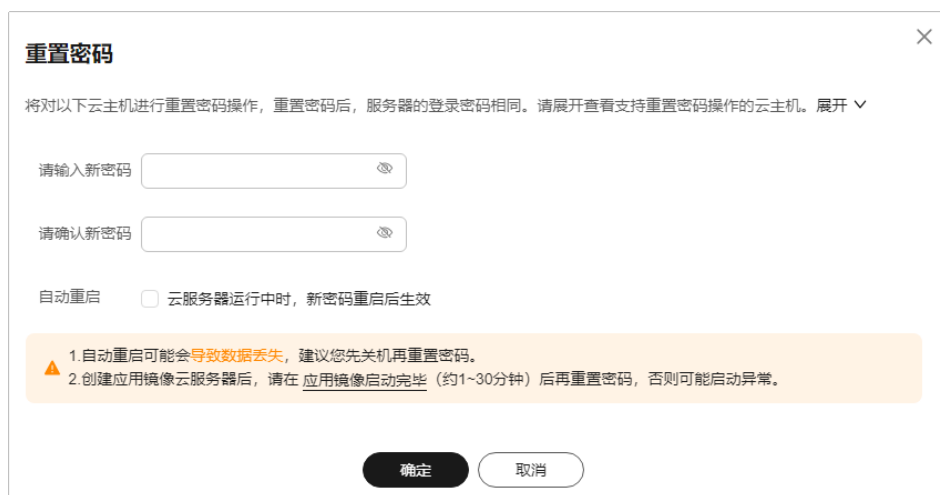 重置密码
将对以下云主机进行重置密码操作，重置密码后，服务器的登录密码相同。请展开查看支持重置密码操作的云主机。展开
请输入新密码
请确认新密码
自动重启 云服务器运行中时，新密码重启后生效
1.自动重启可能会导致数据丢失，建议您先关机再重置密码。
2.创建应用镜像云服务器后，请在 应用镜像启动完毕（约1~30分钟）后再重置密码，否则可能启动异常。
确定 取消